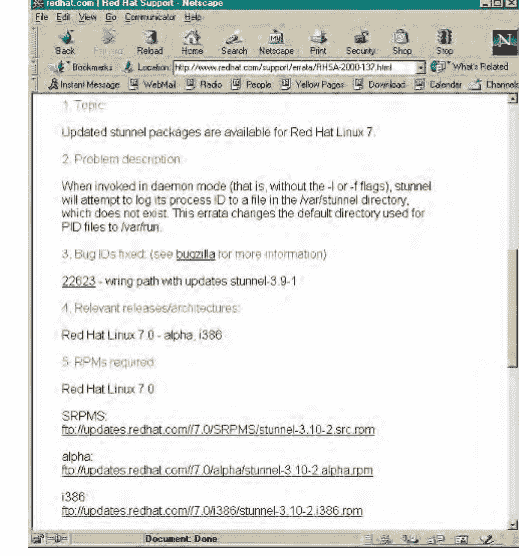 redhat.com | Red Hat Support - Netscape
File Edit View Go Communicator Help
Back Reload Home Search Netscape Print Security Shop Stop
Bookmarks Location: http://www.redhat.com/support/errata/RHSA-2000-137.html What's Related
Instant Message WebMail Radio People Yellow Pages Download Calendar Channels
1. Topic:
Updated stunnel packages are available for Red Hat Linux 7.
2. Problem description:
When invoked in daemon mode (that is, without the -l or -f flags), stunnel
will attempt to log its process ID to a file in the /var/stunnel directory,
which does not exist. This errata changes the default directory used for
PID files to /var/run.
3. Bug IDs fixed: (see bugzilla for more information)
22623 - wring path with updates stunnel-3.9-1
4. Relevant releases/architectures:
Red Hat Linux 7.0 - alpha, i386
5. RPMs required:
Red Hat Linux 7.0:
SRPMS:
ftp://updates.redhat.com//7.0/SRPMS/stunnel-3.10-2.src.rpm
alpha:
ftp://updates.redhat.com//7.0/alpha/stunnel-3.10-2.alpha.rpm
i386:
ftp://updates.redhat.com//7.0/i386/stunnel-3.10-2.i386.rpm
Document: Done